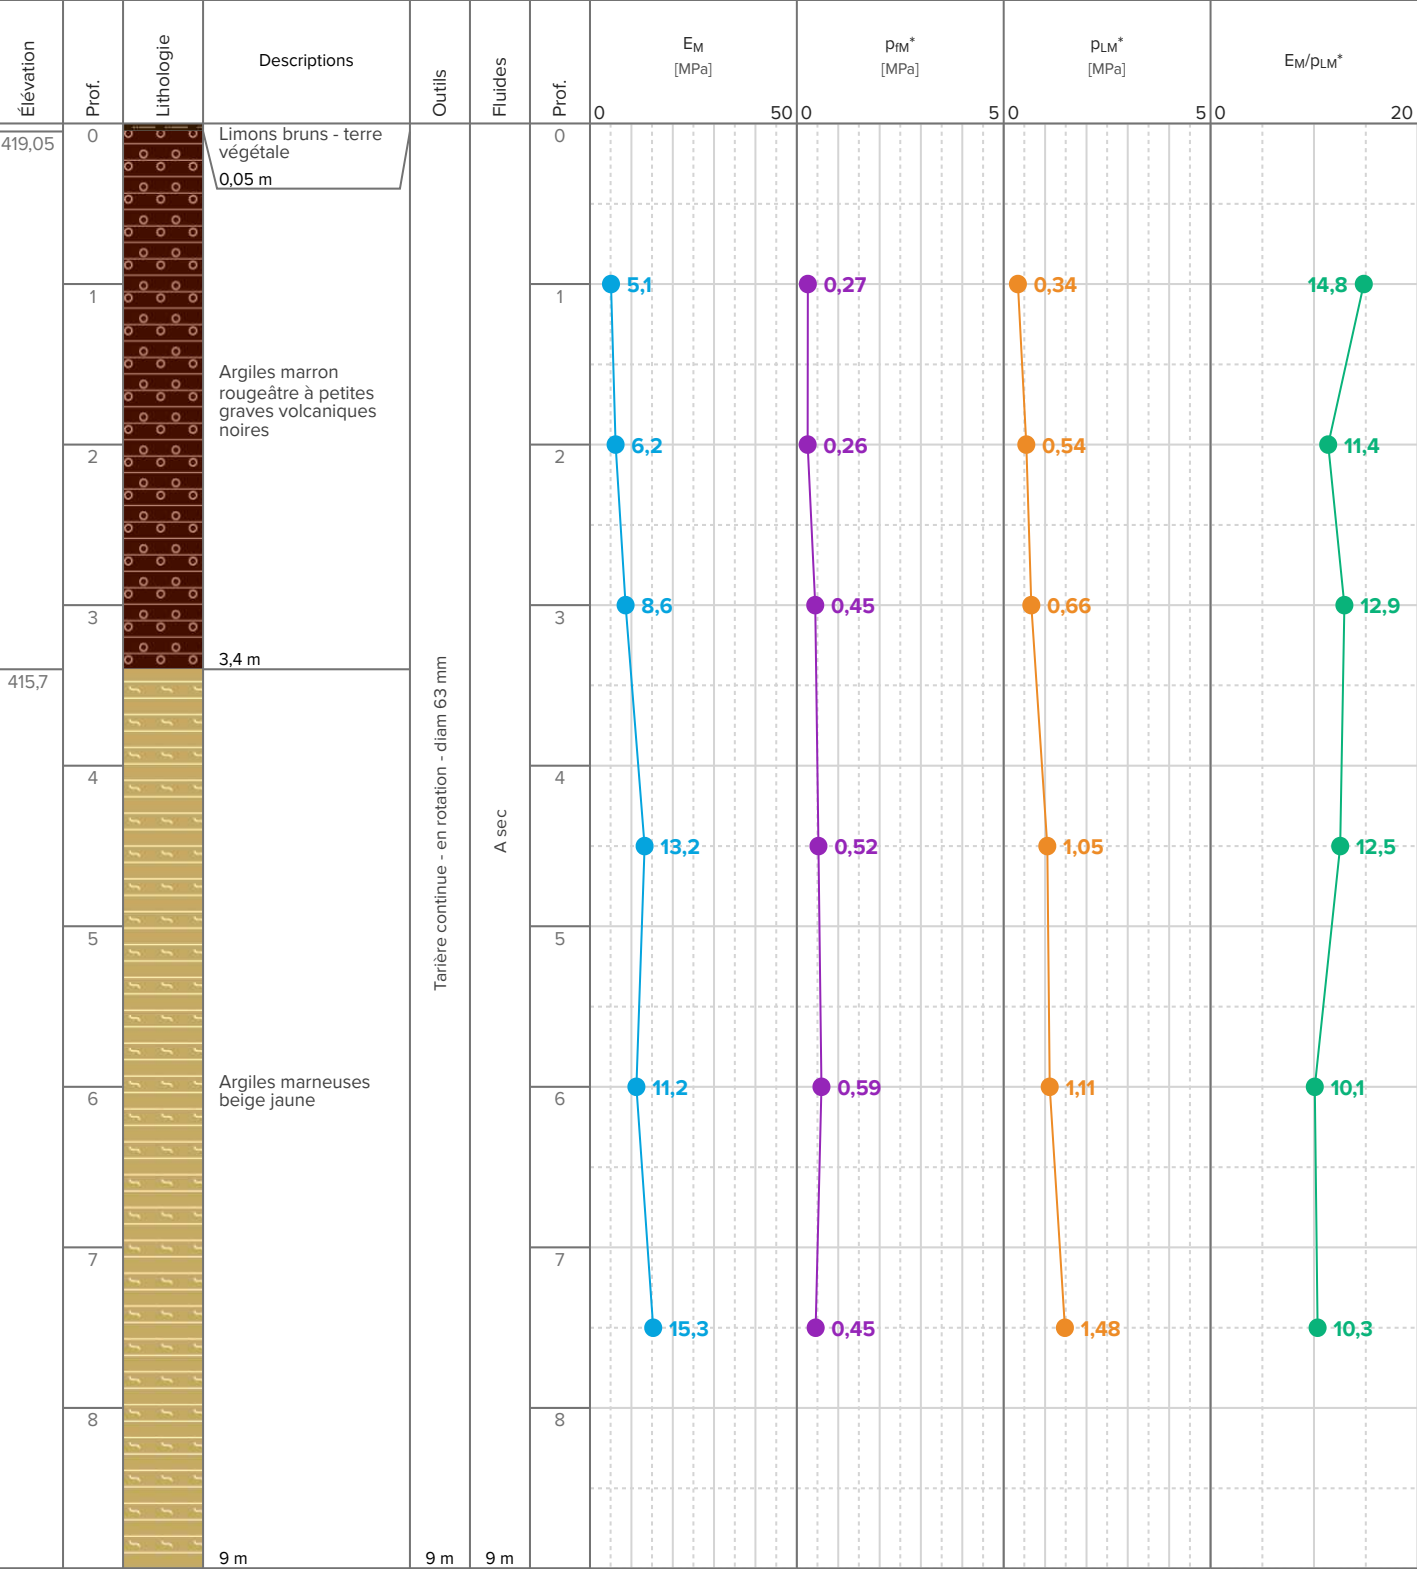 Élévation
Prof.
Lithologie
Descriptions
Outils
Fluides
Prof.
EM
[MPa]
pfM*
[MPa]
pLM*
[MPa]
EM/pLM*
0 50
0 5
0 5
0 20
419,05
0
Limons bruns - terre
végétale
0,05 m
0
1
1
5,1
0,27
0,34
14,8
Argiles marron
rougeâtre à petites
graves volcaniques
noires
2
2
6,2
0,26
0,54
11,4
3
3
8,6
0,45
0,66
12,9
3,4 m
415,7
Tarière continue - en rotation - diam 63 mm
A sec
4
4
13,2
0,52
1,05
12,5
5
5
Argiles marneuses
beige jaune
6
6
11,2
0,59
1,11
10,1
7
7
15,3
0,45
1,48
10,3
8
8
9 m
9 m
9 m